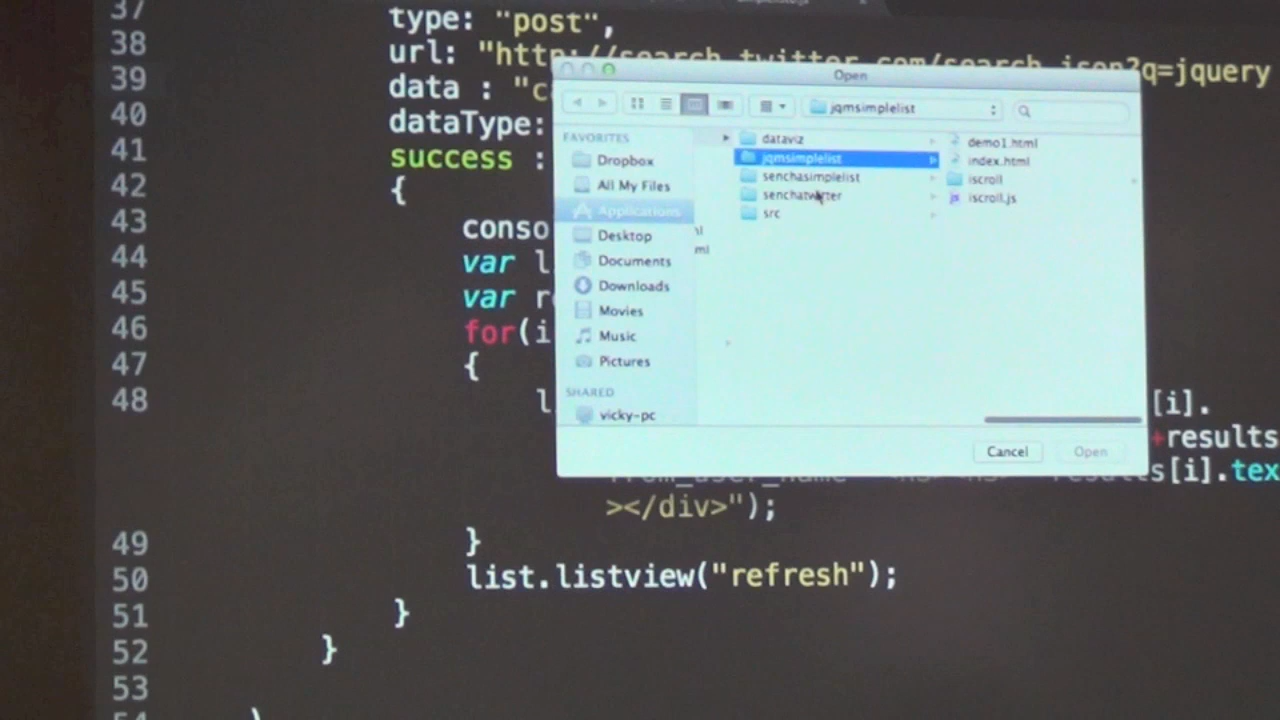 37
type: "post",
38
url: "http://search.twitter.com/search.json?q=jquery
39
data : "c
40
dataType:
41
success :
42
{
43
conso
44
var l
45
var r
46
for(i
47
{
48
l
[i].
+results
s[i].tex
></div>");
49
}
50
list.listview("refresh");
51
}
52
}
53
54
Open
jqmsimplelist
FAVORITES
Dropbox
All My Files
Applications
Desktop
Documents
Downloads
Movies
Music
Pictures
SHARED
vicky-pc
ml
dataviz
jqmsimplelist
senchasimplelist
src
demo1.html
index.html
iscroll
iscroll.js
Cancel
Open